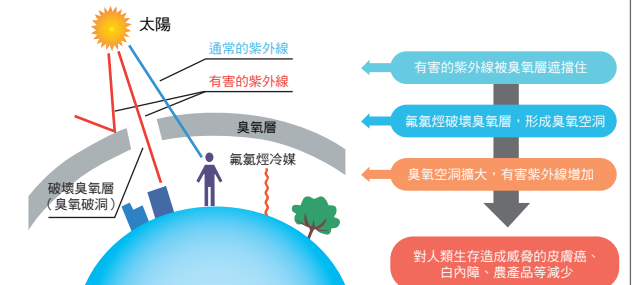 太陽
通常的紫外線
有害的紫外線
臭氧層
氟氯烴冷媒
破壞臭氧層
（臭氧破洞）
有害的紫外線被臭氧層遮擋住
氟氯烴破壞臭氧層，形成臭氧空洞
臭氧空洞擴大，有害紫外線增加
對人類生存造成威脅的皮膚癌、
白內障、農產品等減少